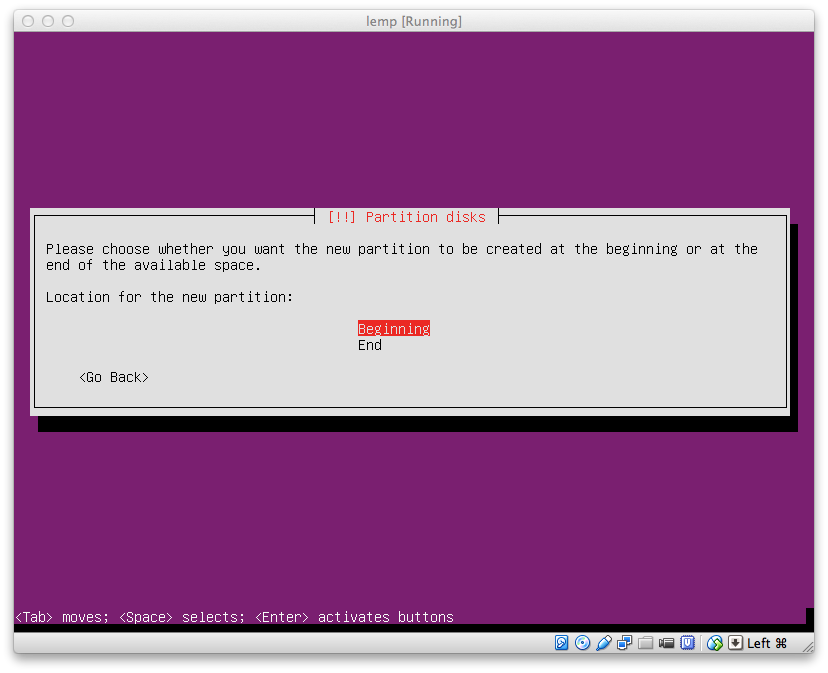 lemp [Running]
[!!] Partition disks
Please choose whether you want the new partition to be created at the beginning or at the
end of the available space.
Location for the new partition:
Beginning
End
<Go Back>
<Tab> moves; <Space> selects; <Enter> activates buttons
Left ⌘